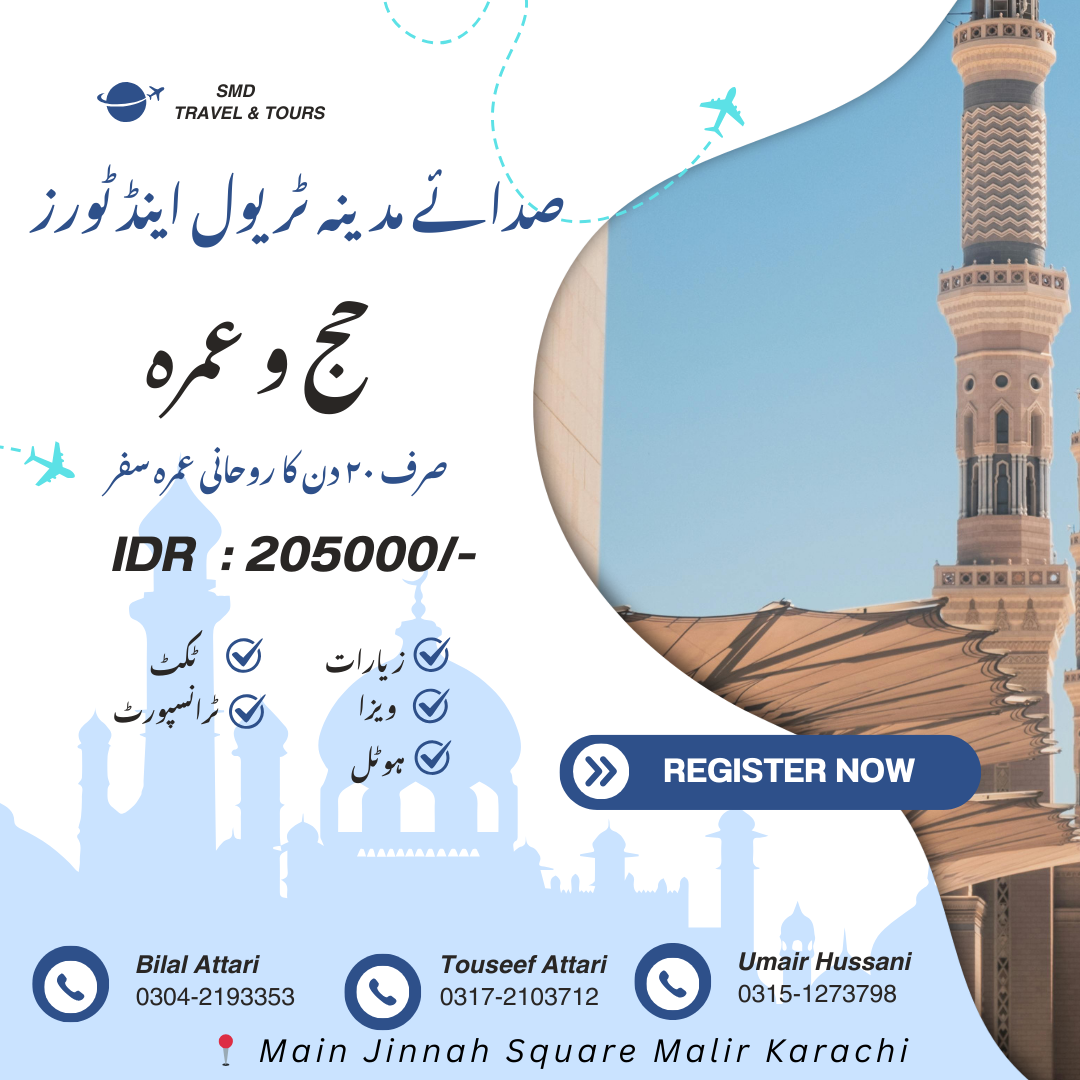 SMD
TRAVEL & TOURS
صدائے مدینہ ٹریول اینڈ ٹورز
حج و عمرہ
صرف ۲۰ دن کا روحانی عمرہ سفر
IDR : 205000/-
زیارات
ٹکٹ
ویزا
ٹرانسپورٹ
ہوٹل
REGISTER NOW
Bilal Attari
0304-2193353
Touseef Attari
0317-2103712
Umair Hussani
0315-1273798
Main Jinnah Square Malir Karachi